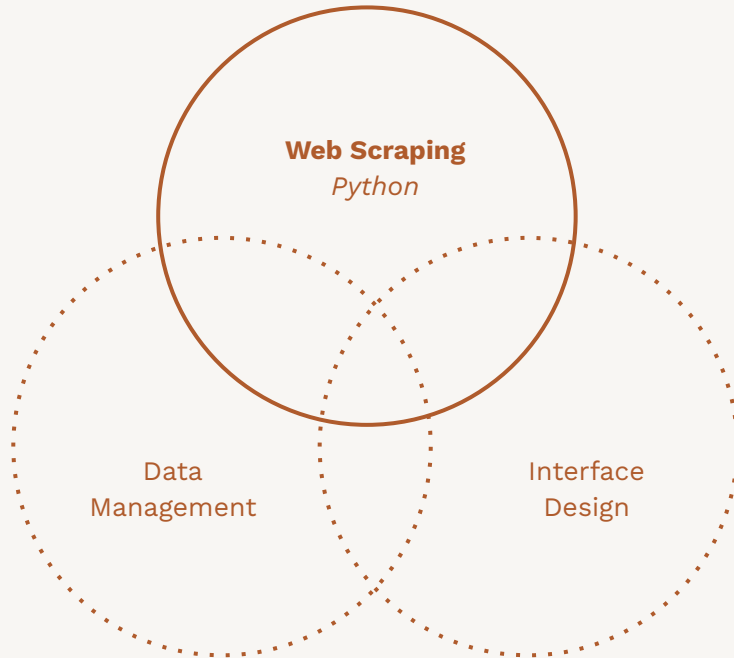 Web Scraping
Python
Data
Management
Interface
Design